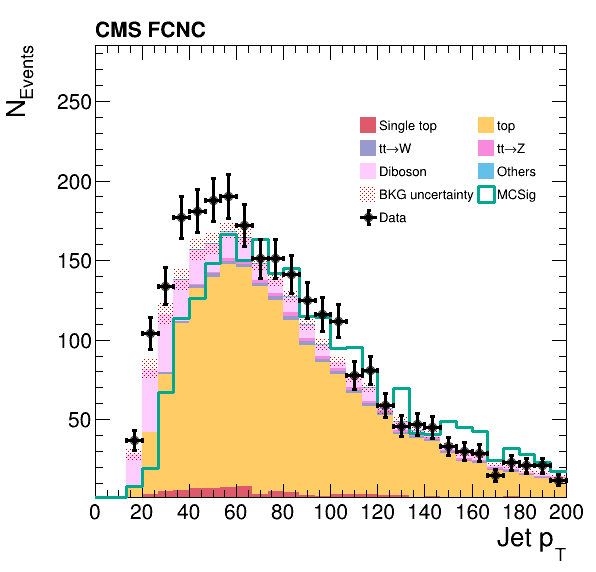 CMS FCNC
N_Events
250
200
150
100
50
Single top
top
tt→W
tt→Z
Diboson
Others
BKG uncertainty
MCSig
Data
0 20 40 60 80 100 120 140 160 180 200
Jet p_T